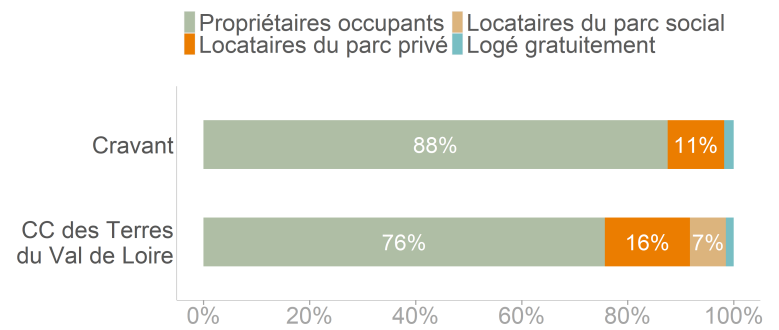 Propriétaires occupants Locataires du parc social
Locataires du parc privé Logé gratuitement
Cravant 88% 11%
CC des Terres
du Val de Loire 76% 16% 7%
0% 20% 40% 60% 80% 100%